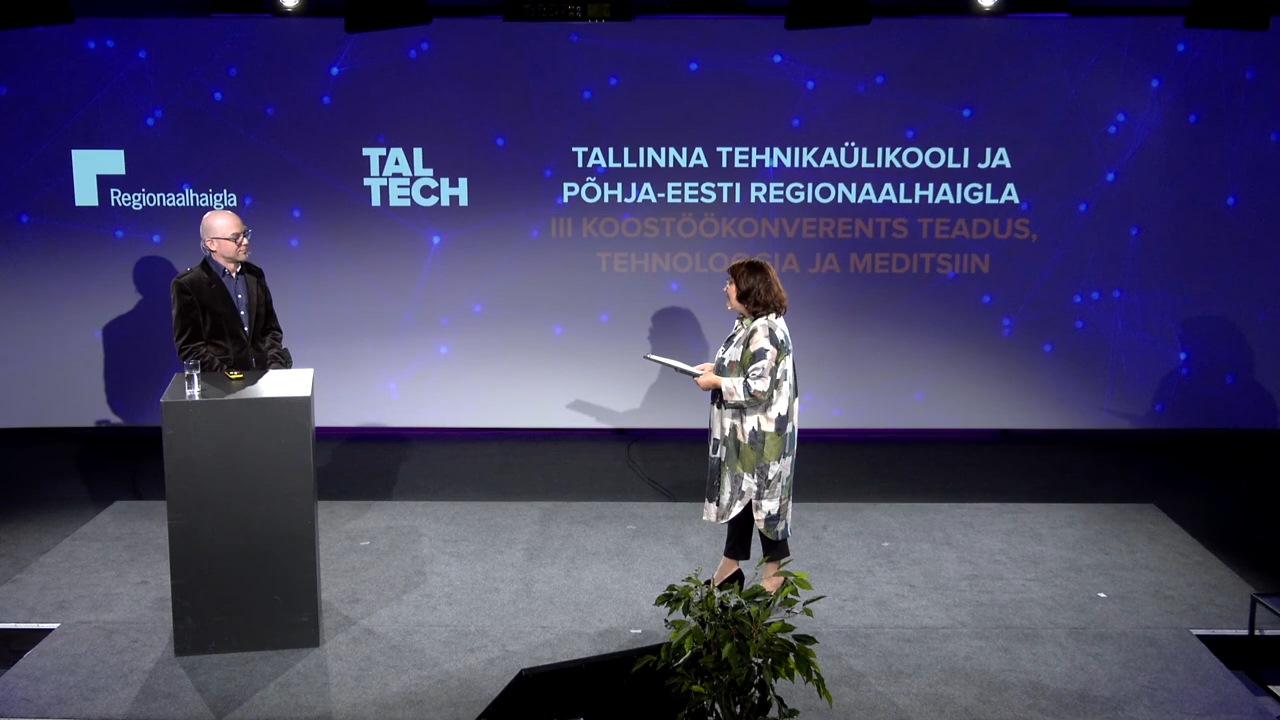 Regionaalhaigla
TAL
TECH
TALLINNA TEHNIKAÜLIKOOLI JA
PÕHJA-EESTI REGIONAALHAIGLA
III KOOSTÖÖKONVERENTS TEADUS,
TEHNOLOOGIA JA MEDITSIIN